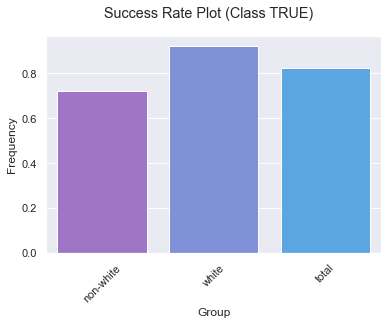 Success Rate Plot (Class TRUE)
Frequency
0.8
0.6
0.4
0.2
0.0
non-white
white
total
Group